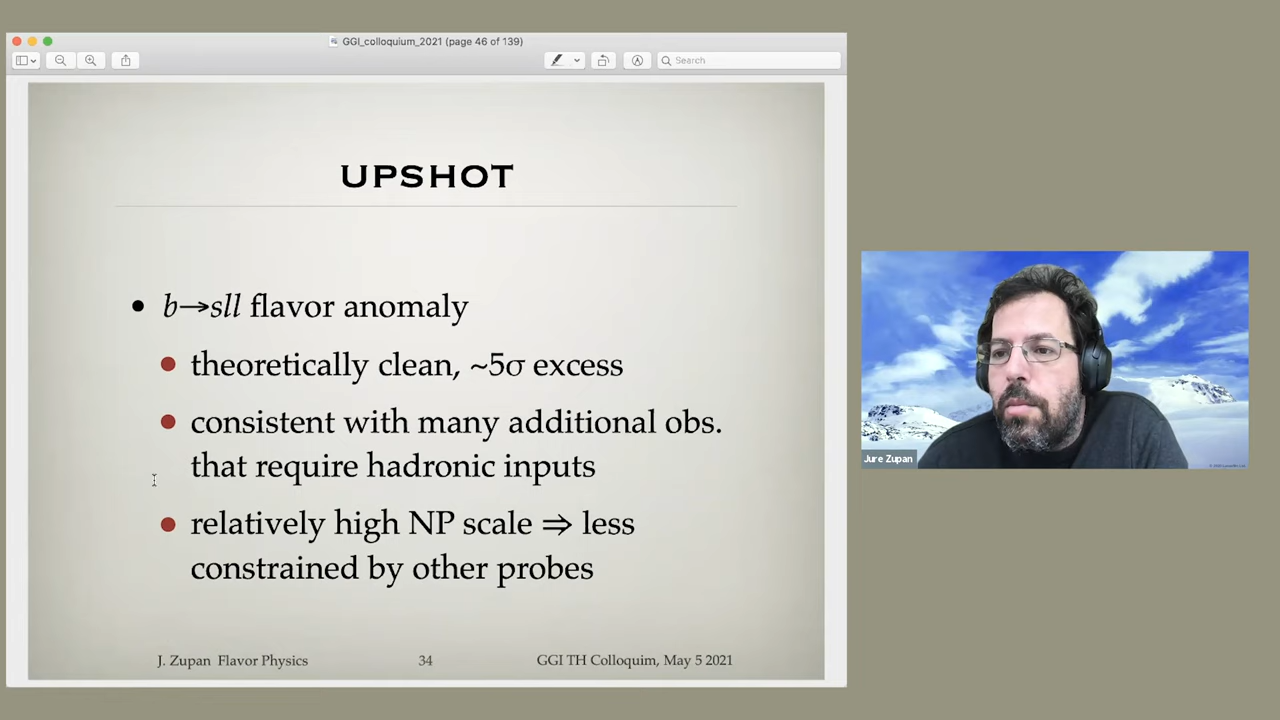 GGI_colloquium_2021 (page 46 of 139)
Search
UPSHOT
• b→sll flavor anomaly
• theoretically clean, ~5σ excess
• consistent with many additional obs.
that require hadronic inputs
• relatively high NP scale ⇒ less
constrained by other probes
J. Zupan Flavor Physics 34 GGI TH Colloquim, May 5 2021
Jure Zupan